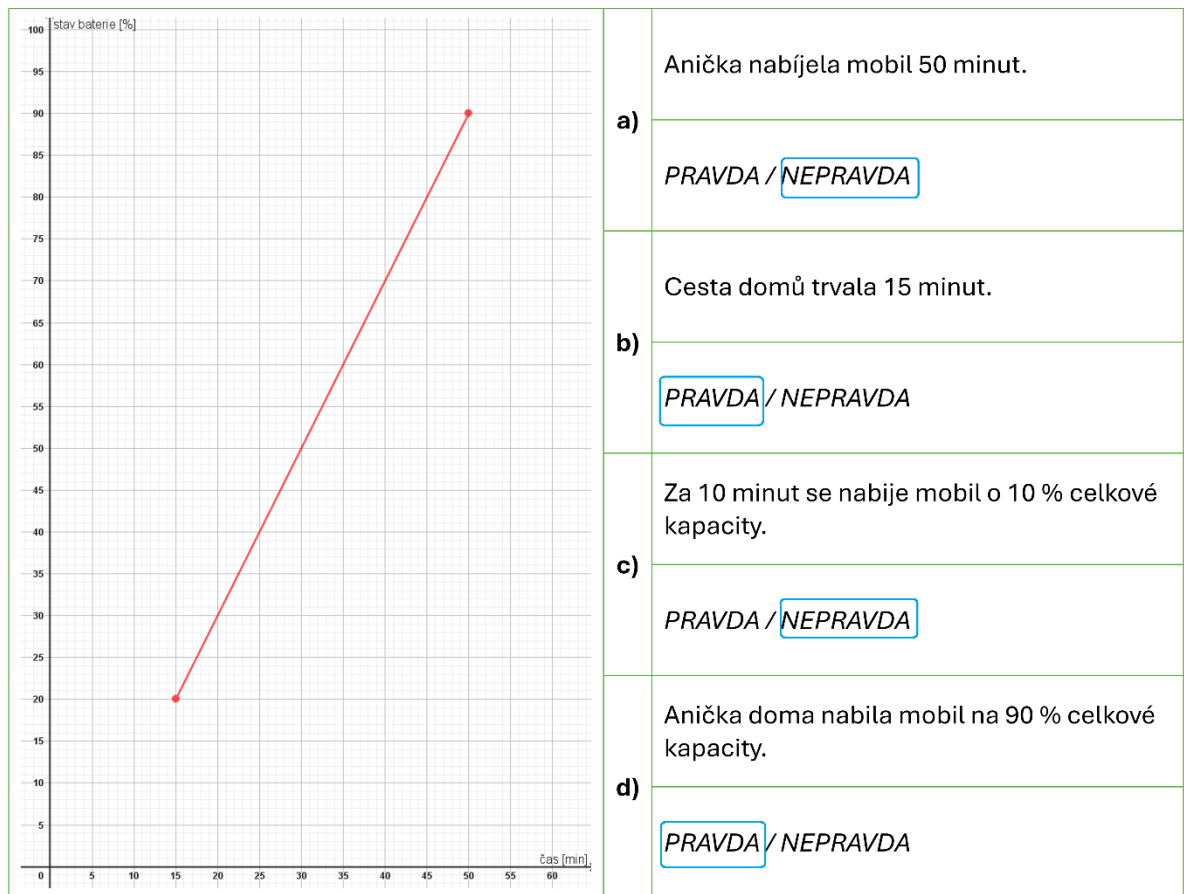 stav baterie [%]
100
95
90
85
80
75
70
65
60
55
50
45
40
35
30
25
20
15
10
5
0 5 10 15 20 25 30 35 40 45 50 55 60
čas [min]
a)
Anička nabíjela mobil 50 minut.
PRAVDA / NEPRAVDA
b)
Cesta domů trvala 15 minut.
PRAVDA / NEPRAVDA
c)
Za 10 minut se nabije mobil o 10 % celkové
kapacity.
PRAVDA / NEPRAVDA
d)
Anička doma nabila mobil na 90 % celkové
kapacity.
PRAVDA / NEPRAVDA